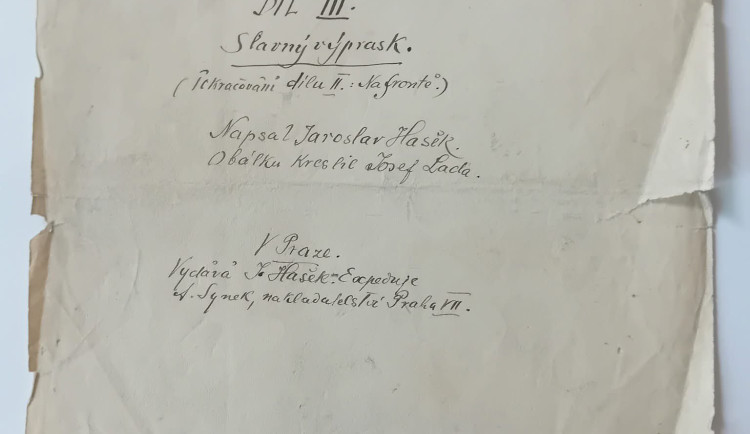 DÍL III.
Slavný výprask.
(Pokračování dílu II.: Na frontě.)
Napsal Jaroslav Hašek.
Obálku kreslil Josef Lada.
V Praze.
Vydává J. Hašek. Expeduje
A. Synek, nakladatelství Praha VII.